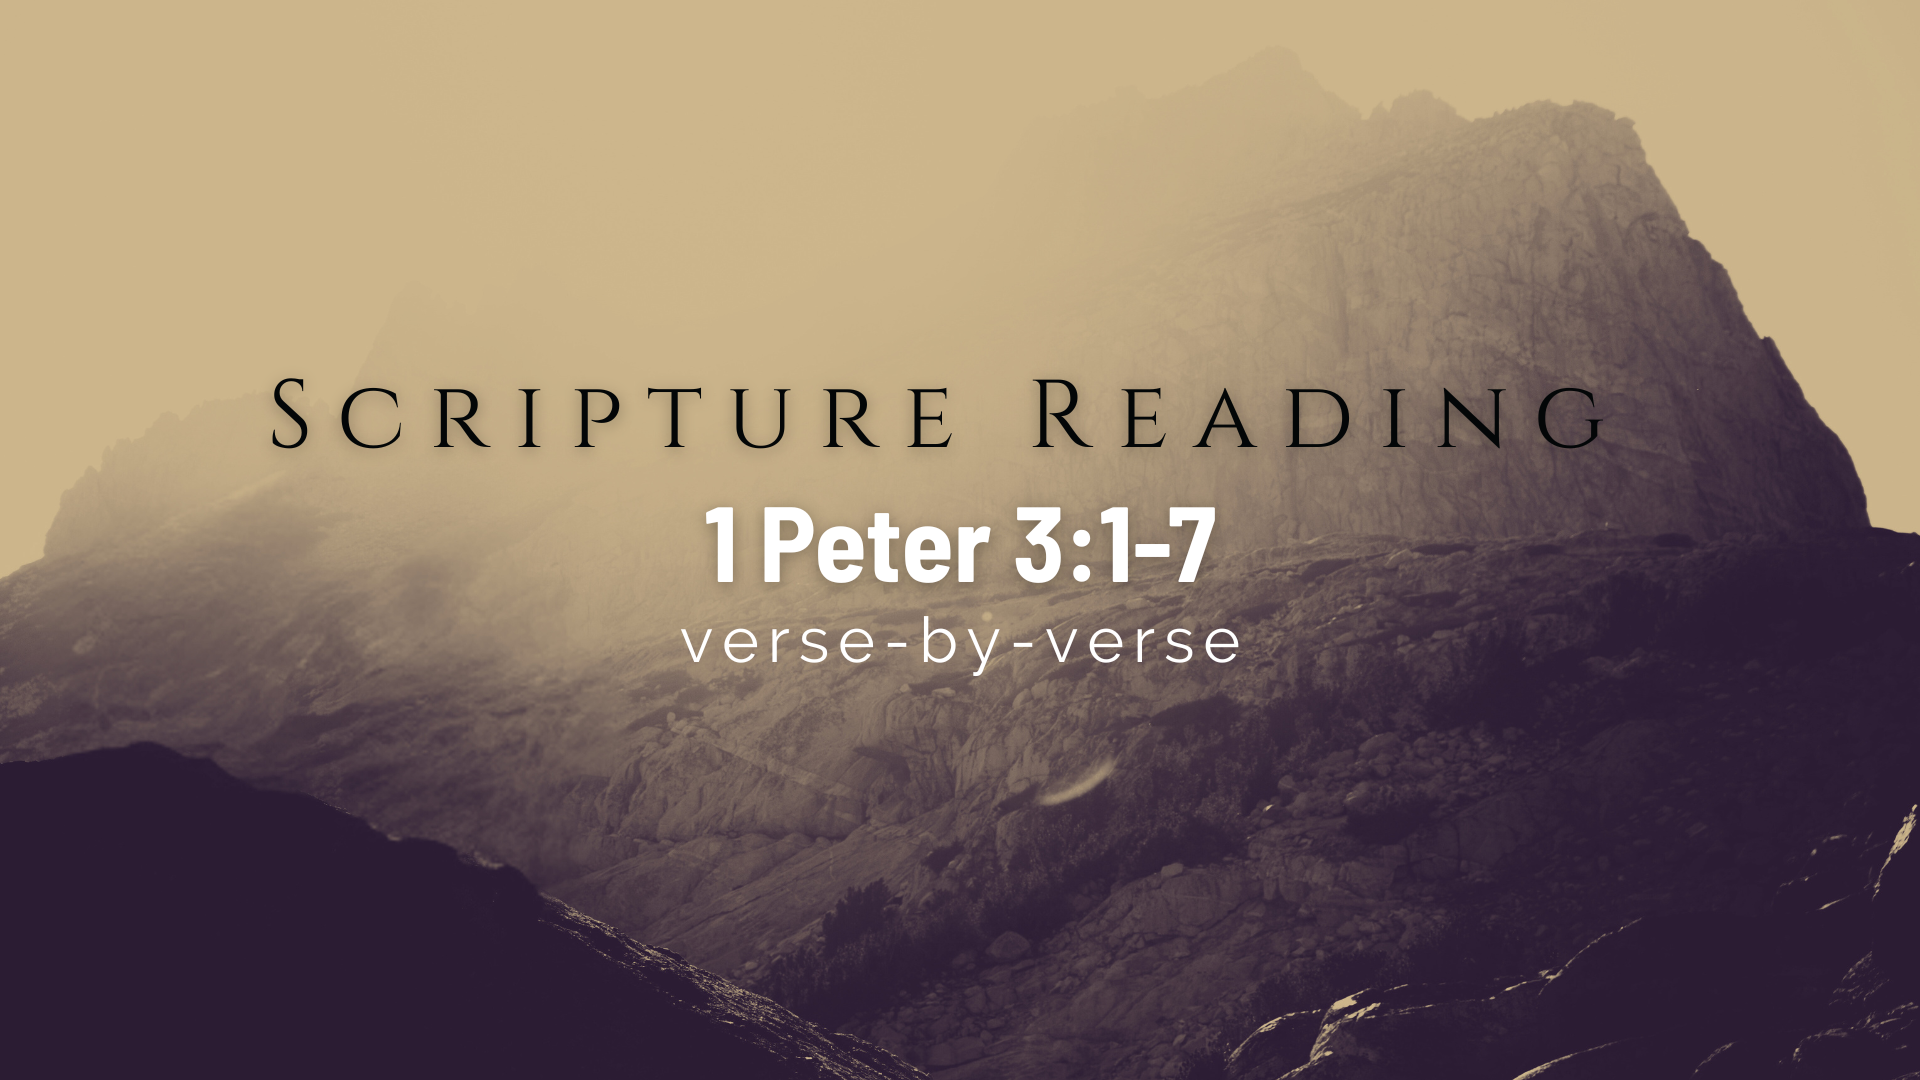 Scripture Reading
1 Peter 3:1-7
verse-by-verse